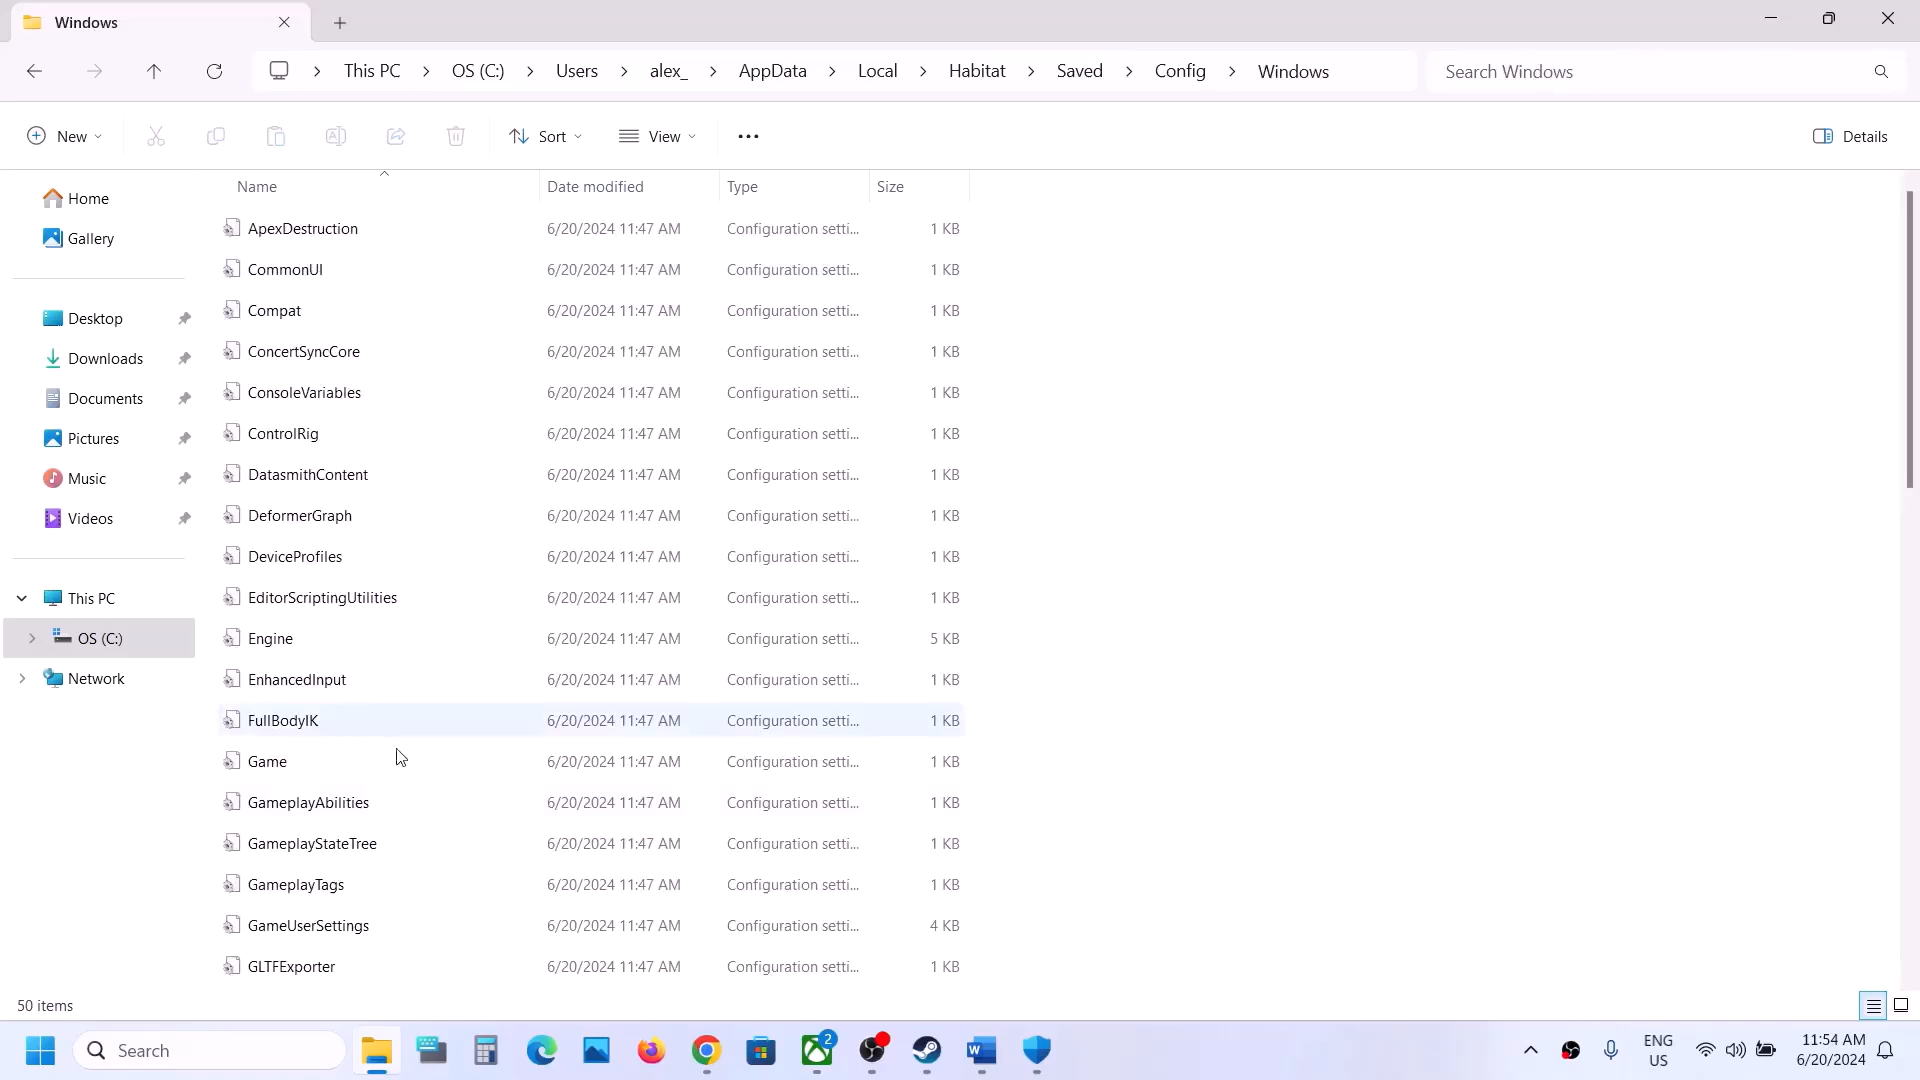 Windows
This PC > OS (C:) > Users > alex_ > AppData > Local > Habitat > Saved > Config > Windows
Search Windows
New
Sort
View
Details
Name Date modified Type Size
Home
Gallery
Desktop
Downloads
Documents
Pictures
Music
Videos
This PC
OS (C:)
Network
ApexDestruction 6/20/2024 11:47 AM Configuration setti... 1 KB
CommonUI 6/20/2024 11:47 AM Configuration setti... 1 KB
Compat 6/20/2024 11:47 AM Configuration setti... 1 KB
ConcertSyncCore 6/20/2024 11:47 AM Configuration setti... 1 KB
ConsoleVariables 6/20/2024 11:47 AM Configuration setti... 1 KB
ControlRig 6/20/2024 11:47 AM Configuration setti... 1 KB
DatasmithContent 6/20/2024 11:47 AM Configuration setti... 1 KB
DeformerGraph 6/20/2024 11:47 AM Configuration setti... 1 KB
DeviceProfiles 6/20/2024 11:47 AM Configuration setti... 1 KB
EditorScriptingUtilities 6/20/2024 11:47 AM Configuration setti... 1 KB
Engine 6/20/2024 11:47 AM Configuration setti... 5 KB
EnhancedInput 6/20/2024 11:47 AM Configuration setti... 1 KB
FullBodyIK 6/20/2024 11:47 AM Configuration setti... 1 KB
Game 6/20/2024 11:47 AM Configuration setti... 1 KB
GameplayAbilities 6/20/2024 11:47 AM Configuration setti... 1 KB
GameplayStateTree 6/20/2024 11:47 AM Configuration setti... 1 KB
GameplayTags 6/20/2024 11:47 AM Configuration setti... 1 KB
GameUserSettings 6/20/2024 11:47 AM Configuration setti... 4 KB
GLTFExporter 6/20/2024 11:47 AM Configuration setti... 1 KB
50 items
Search
2
W
ENG
US
11:54 AM
6/20/2024